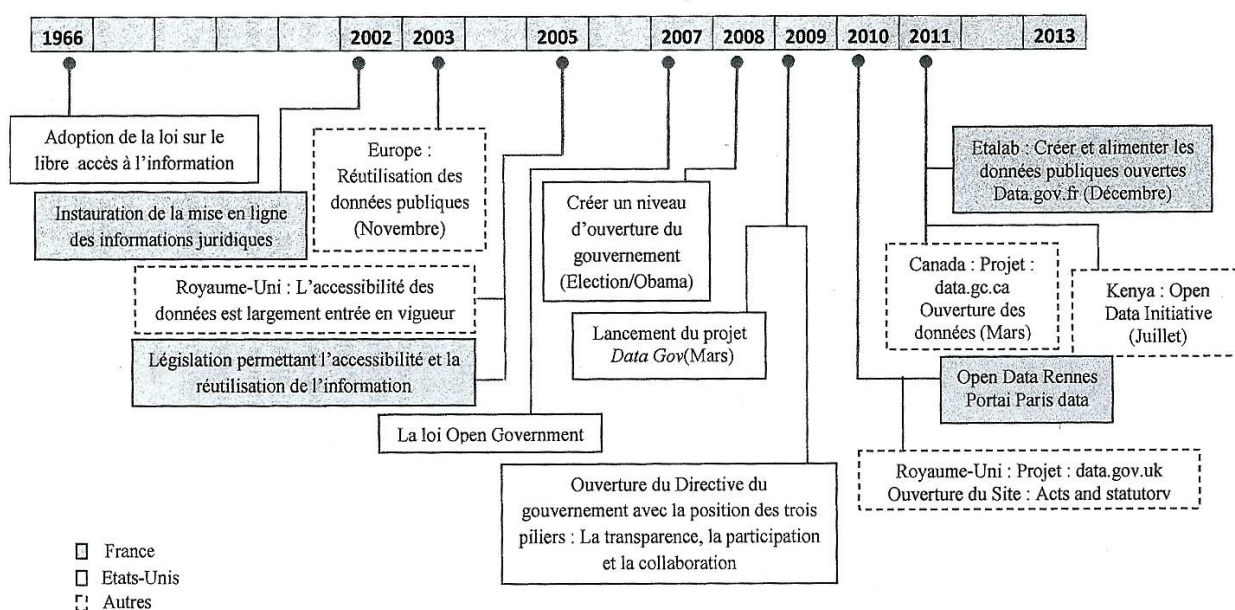 1966 2002 2003 2005 2007 2008 2009 2010 2011 2013
Adoption de la loi sur le
libre accès à l'information
Instauration de la mise en ligne
des informations juridiques
Europe :
Réutilisation des
données publiques
(Novembre)
Royaume-Uni : L'accessibilité des
données est largement entrée en vigueur
Législation permettant l'accessibilité et la
réutilisation de l'information
La loi Open Government
Créer un niveau
d'ouverture du
gouvernement
(Election/Obama)
Lancement du projet
Data Gov(Mars)
Ouverture du Directive du
gouvernement avec la position des trois
piliers : La transparence, la participation
et la collaboration
Etalab : Créer et alimenter les
données publiques ouvertes
Data.gov.fr (Décembre)
Canada : Projet :
data.gc.ca
Ouverture des
données (Mars)
Kenya : Open
Data Initiative
(Juillet)
Open Data Rennes
Portai Paris data
Royaume-Uni : Projet : data.gov.uk
Ouverture du Site : Acts and statutorv
France
Etats-Unis
Autres